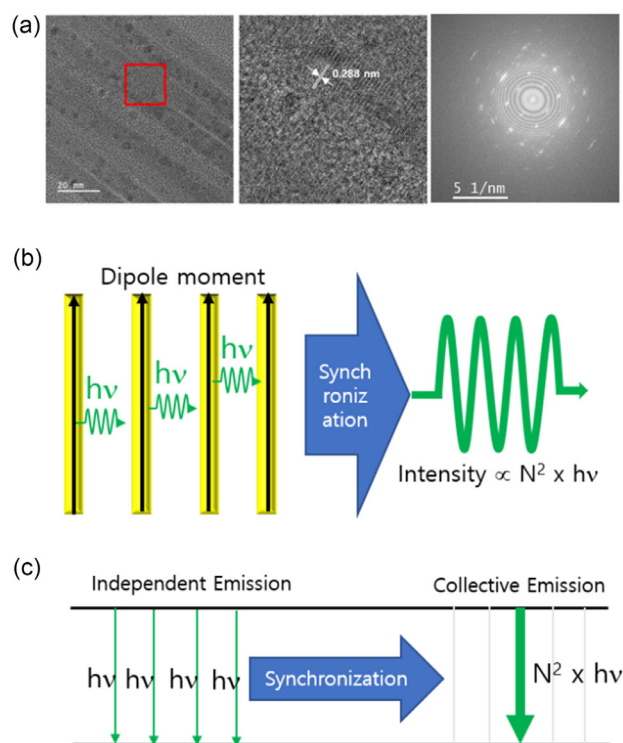 (a)
0.288 nm
20 nm
5 1/nm
(b)
Dipole moment
hν
hν
hν
Synch
roniz
ation
Intensity ∝ N² x hν
(c)
Independent Emission
Collective Emission
hν hν hν hν
Synchronization
N² x hν